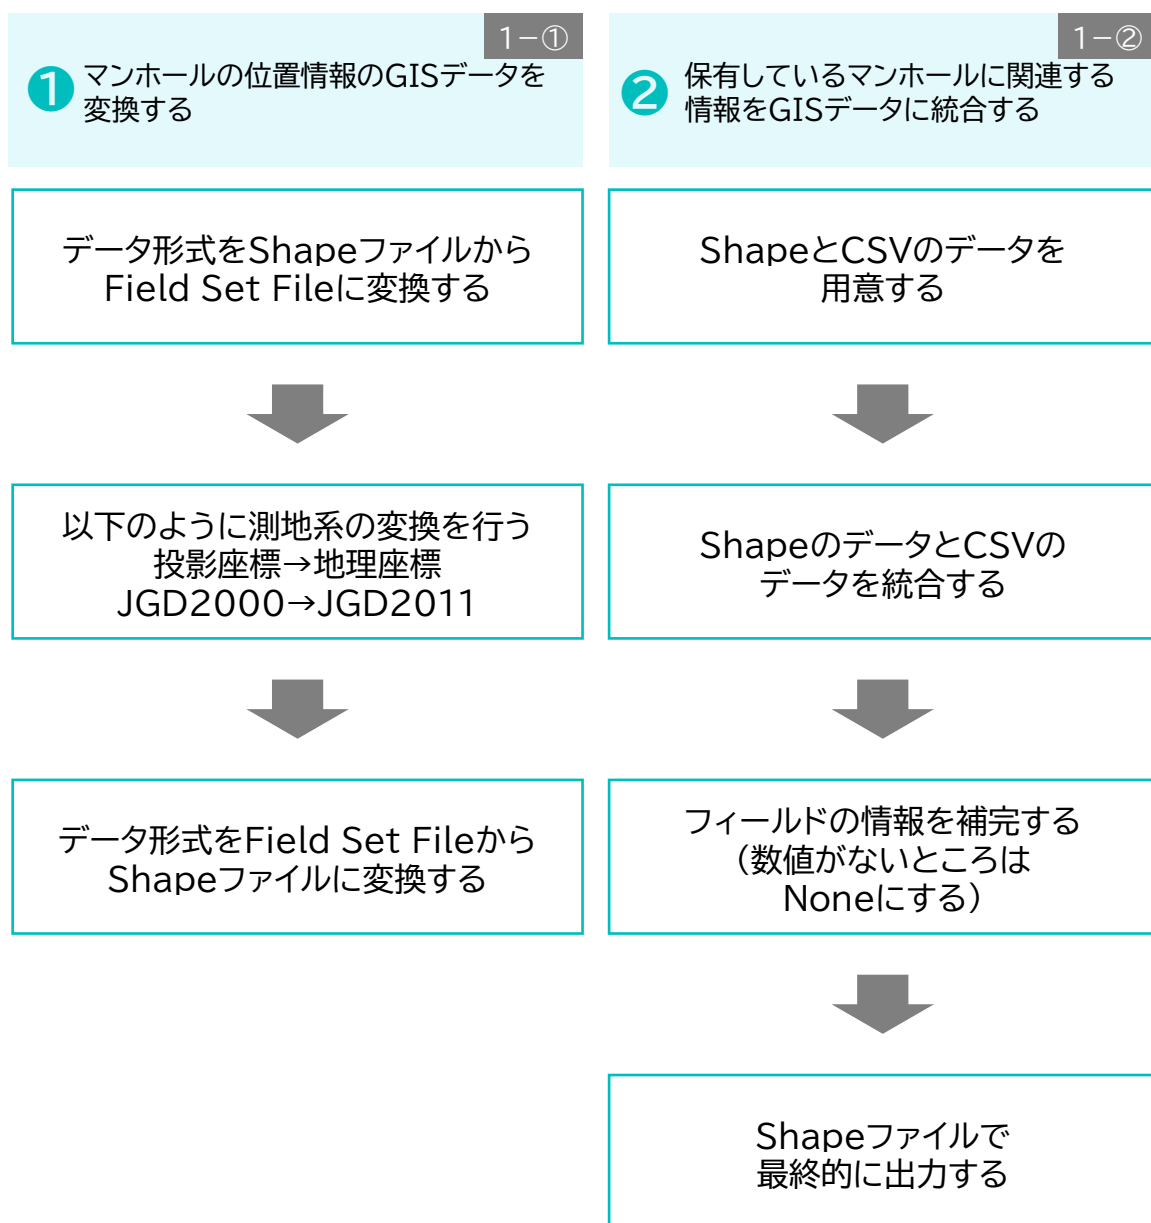 1－①
❶
マンホールの位置情報のGISデータを
変換する
データ形式をShapeファイルから
Field Set Fileに変換する
以下のように測地系の変換を行う
投影座標→地理座標
JGD2000→JGD2011
データ形式をField Set Fileから
Shapeファイルに変換する
1－②
❷
保有しているマンホールに関連する
情報をGISデータに統合する
ShapeとCSVのデータを
用意する
ShapeのデータとCSVの
データを統合する
フィールドの情報を補完する
（数値がないところは
Noneにする）
Shapeファイルで
最終的に出力する